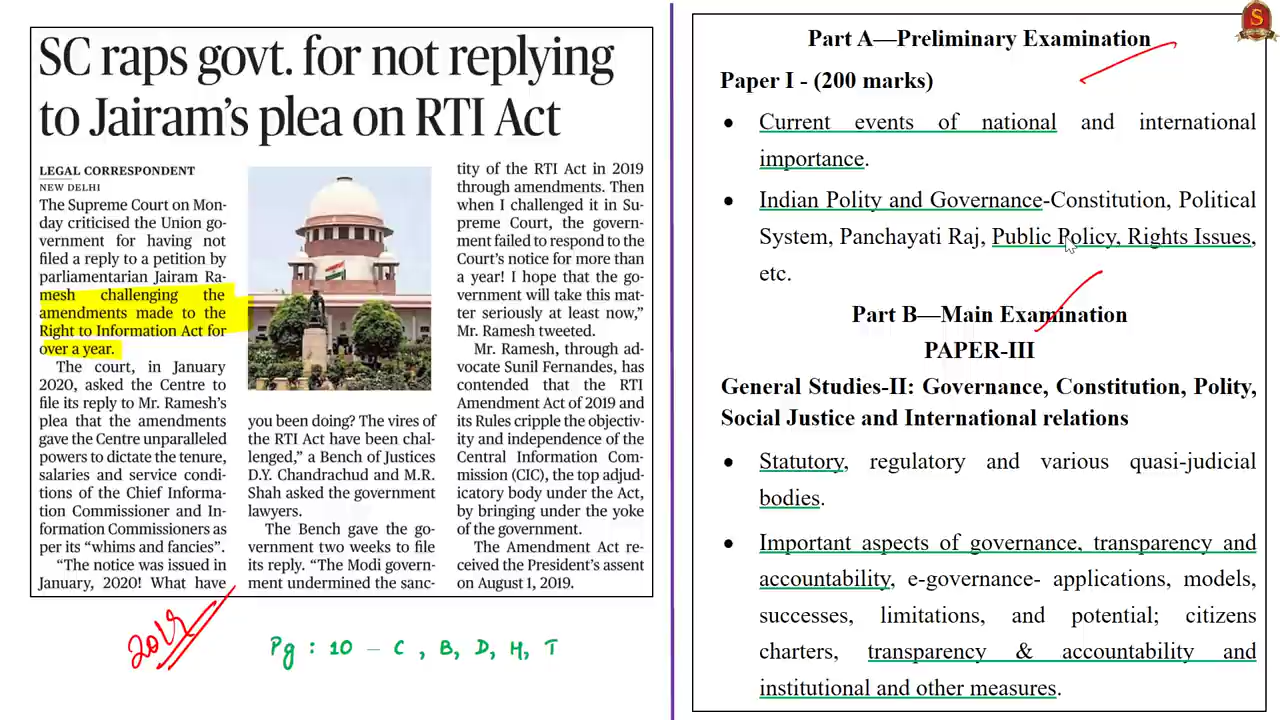 SC raps govt. for not replying
to Jairam's plea on RTI Act
LEGAL CORRESPONDENT
NEW DELHI
The Supreme Court on Mon-
day criticised the Union go-
vernment for having not
filed a reply to a petition by
parliamentarian Jairam Ra-
mesh challenging the
amendments made to the
Right to Information Act for
over a year.
The court, in January
2020, asked the Centre to
file its reply to Mr. Ramesh's
plea that the amendments
gave the Centre unparalleled
powers to dictate the tenure,
salaries and service condi-
tions of the Chief Informa-
tion Commissioner and In-
formation Commissioners as
per its “whims and fancies”.
“The notice was issued in
January, 2020! What have
you been doing? The vires of
the RTI Act have been chal-
lenged,” a Bench of Justices
D.Y. Chandrachud and M.R.
Shah asked the government
lawyers.
The Bench gave the go-
vernment two weeks to file
its reply. “The Modi govern-
ment undermined the sanc-
tity of the RTI Act in 2019
through amendments. Then
when I challenged it in Su-
preme Court, the govern-
ment failed to respond to the
Court's notice for more than
a year! I hope that the go-
vernment will take this mat-
ter seriously at least now,”
Mr. Ramesh tweeted.
Mr. Ramesh, through ad-
vocate Sunil Fernandes, has
contended that the RTI
Amendment Act of 2019 and
its Rules cripple the objectiv-
ity and independence of the
Central Information Com-
mission (CIC), the top adjud-
icatory body under the Act,
by bringing under the yoke
of the government.
The Amendment Act re-
ceived the President's assent
on August 1, 2019.
2019
Pg : 10 – C, B, D, H, T
Part A—Preliminary Examination
Paper I - (200 marks)
• Current events of national and international
importance.
• Indian Polity and Governance-Constitution, Political
System, Panchayati Raj, Public Policy, Rights Issues,
etc.
Part B—Main Examination
PAPER-III
General Studies-II: Governance, Constitution, Polity,
Social Justice and International relations
• Statutory, regulatory and various quasi-judicial
bodies.
• Important aspects of governance, transparency and
accountability, e-governance- applications, models,
successes, limitations, and potential; citizens
charters, transparency & accountability and
institutional and other measures.